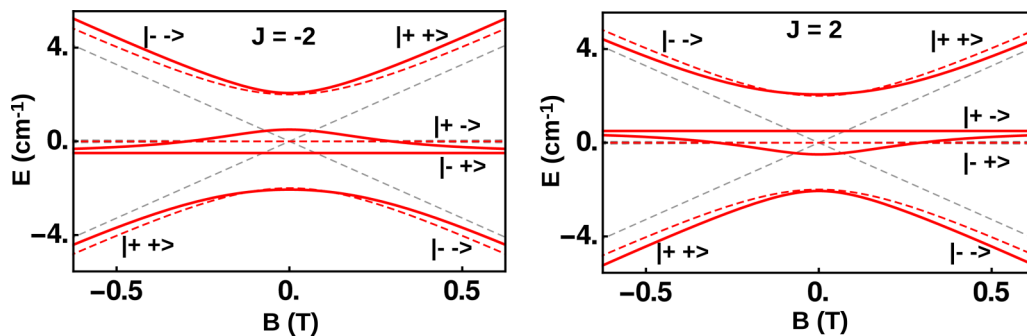 J = -2
|- -> |+ +>
4.
|+ ->
0.
|- +>
-4.
|+ +> |- ->
-0.5 0. 0.5
B (T)
E (cm-1)
J = 2
|- -> |+ +>
4.
|+ ->
0.
|- +>
-4.
|+ +> |- ->
-0.5 0. 0.5
B (T)
E (cm-1)